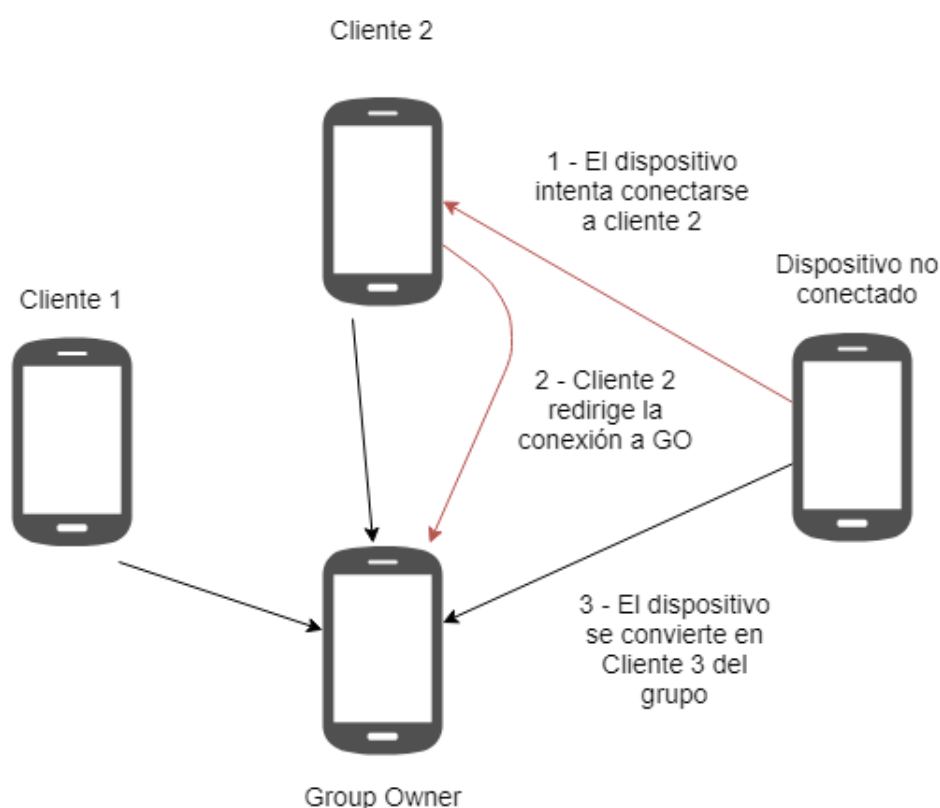 Cliente 2
1 - El dispositivo
intenta conectarse
a cliente 2
Dispositivo no
conectado
Cliente 1
2 - Cliente 2
redirige la
conexión a GO
3 - El dispositivo
se convierte en
Cliente 3 del
grupo
Group Owner